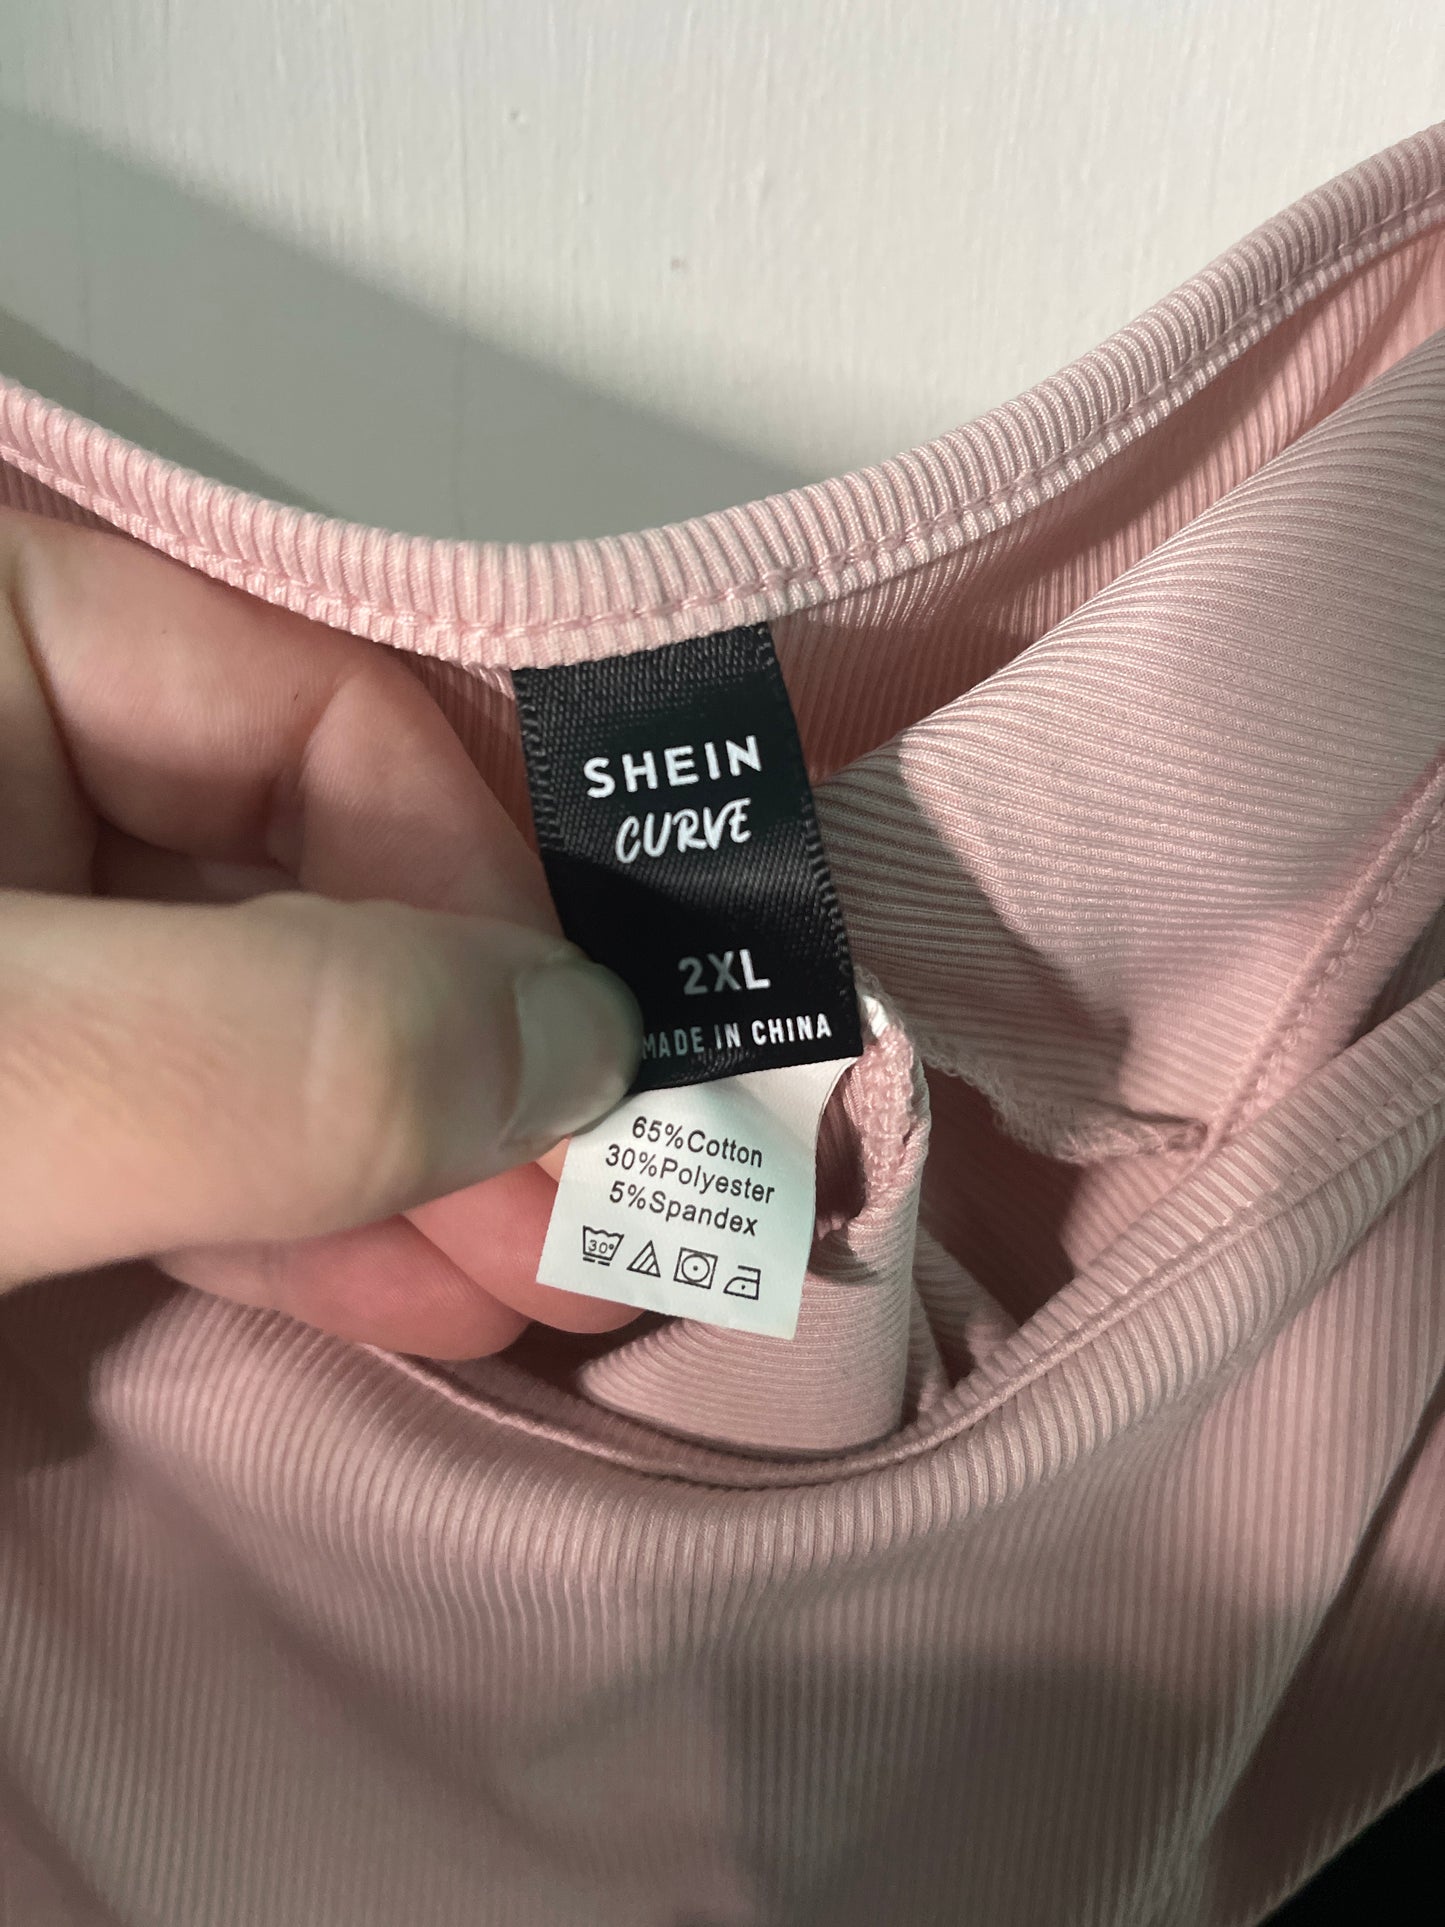 SHEIN
CURVE
2XL
MADE IN CHINA
65%Cotton
30%Polyester
5%Spandex
30°